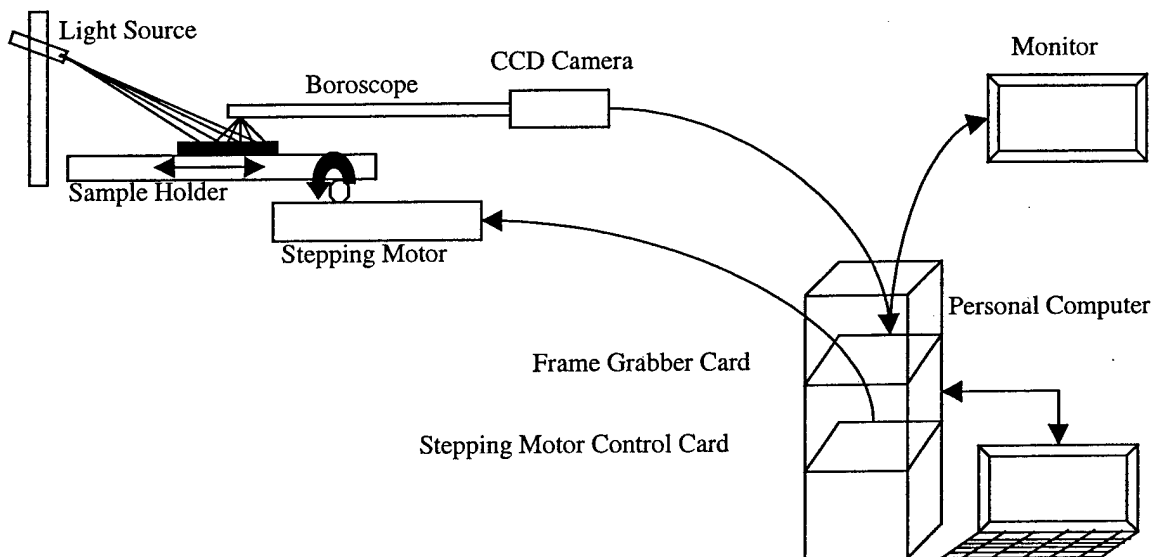 Light Source
Monitor
CCD Camera
Boroscope
Sample Holder
Stepping Motor
Personal Computer
Frame Grabber Card
Stepping Motor Control Card